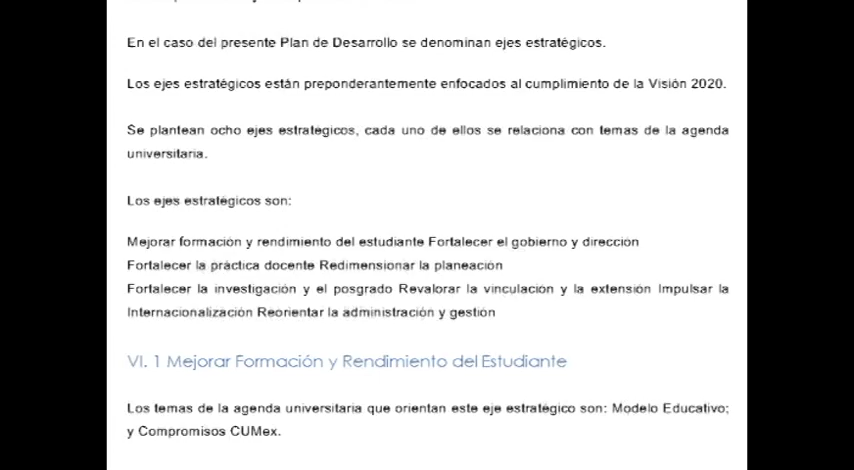 En el caso del presente Plan de Desarrollo se denominan ejes estratégicos.
Los ejes estratégicos están preponderantemente enfocados al cumplimiento de la Visión 2020.
Se plantean ocho ejes estratégicos, cada uno de ellos se relaciona con temas de la agenda
universitaria.
Los ejes estratégicos son:
Mejorar formación y rendimiento del estudiante Fortalecer el gobierno y dirección
Fortalecer la práctica docente Redimensionar la planeación
Fortalecer la investigación y el posgrado Revalorar la vinculación y la extensión Impulsar la
Internacionalización Reorientar la administración y gestión
VI. 1 Mejorar Formación y Rendimiento del Estudiante
Los temas de la agenda universitaria que orientan este eje estratégico son: Modelo Educativo;
y Compromisos CUMex.